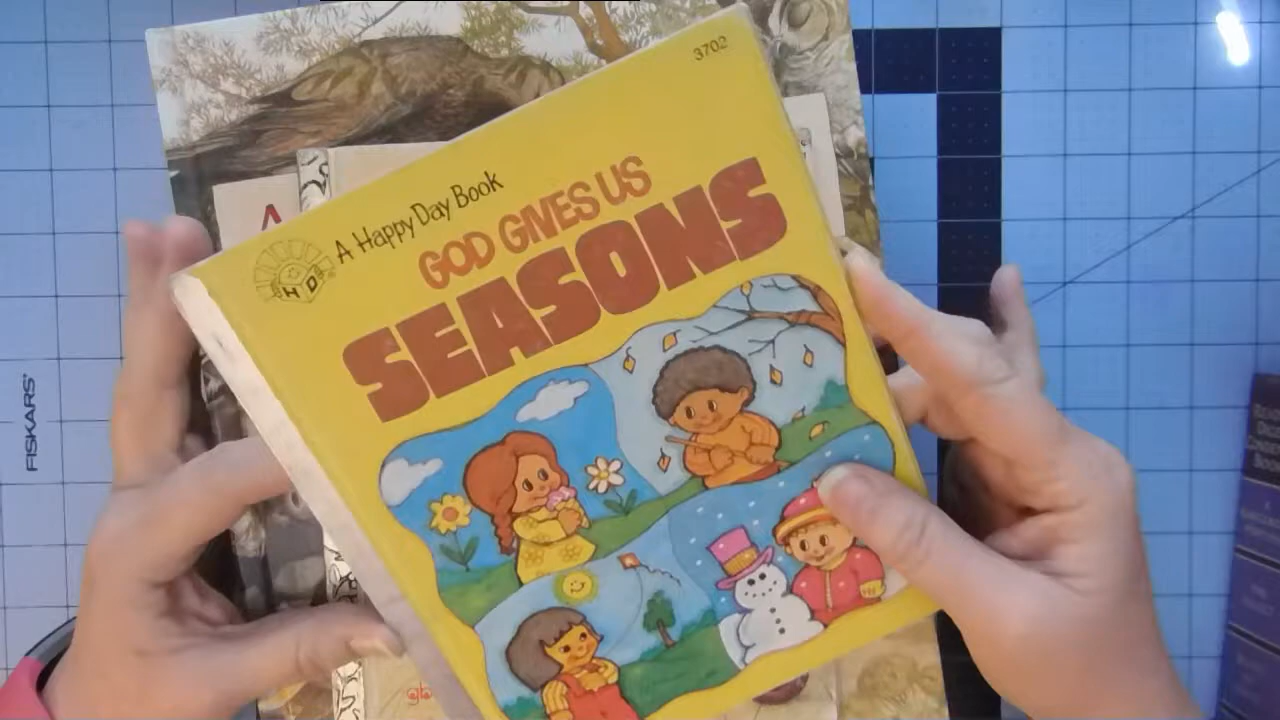 3702
A Happy Day Book
HD
GOD GIVES US
SEASONS
FISKARS